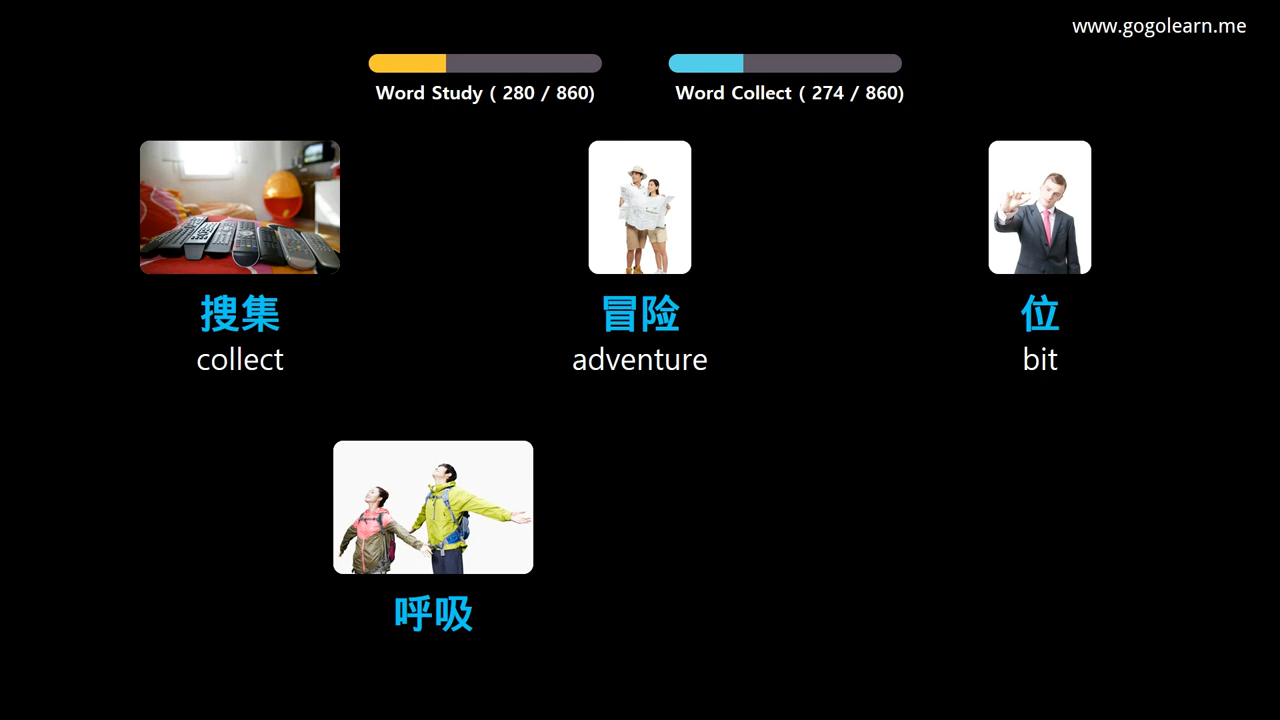 www.gogolearn.me
Word Study ( 280 / 860)
Word Collect ( 274 / 860)
搜集
collect
冒险
adventure
位
bit
呼吸